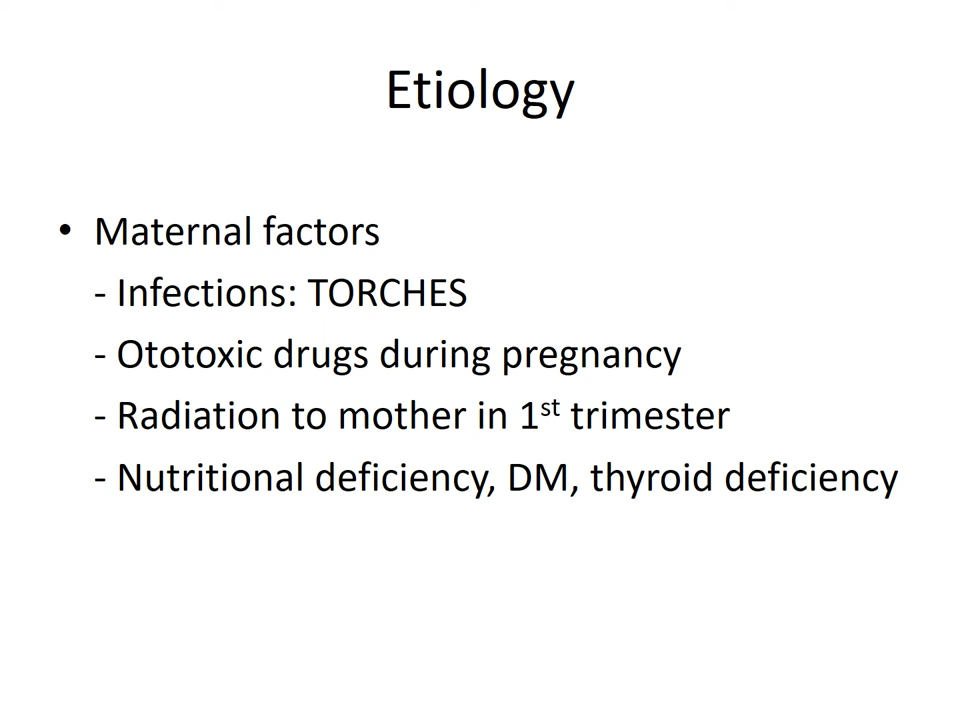 Etiology
• Maternal factors
- Infections: TORCHES
- Ototoxic drugs during pregnancy
- Radiation to mother in 1st trimester
- Nutritional deficiency, DM, thyroid deficiency